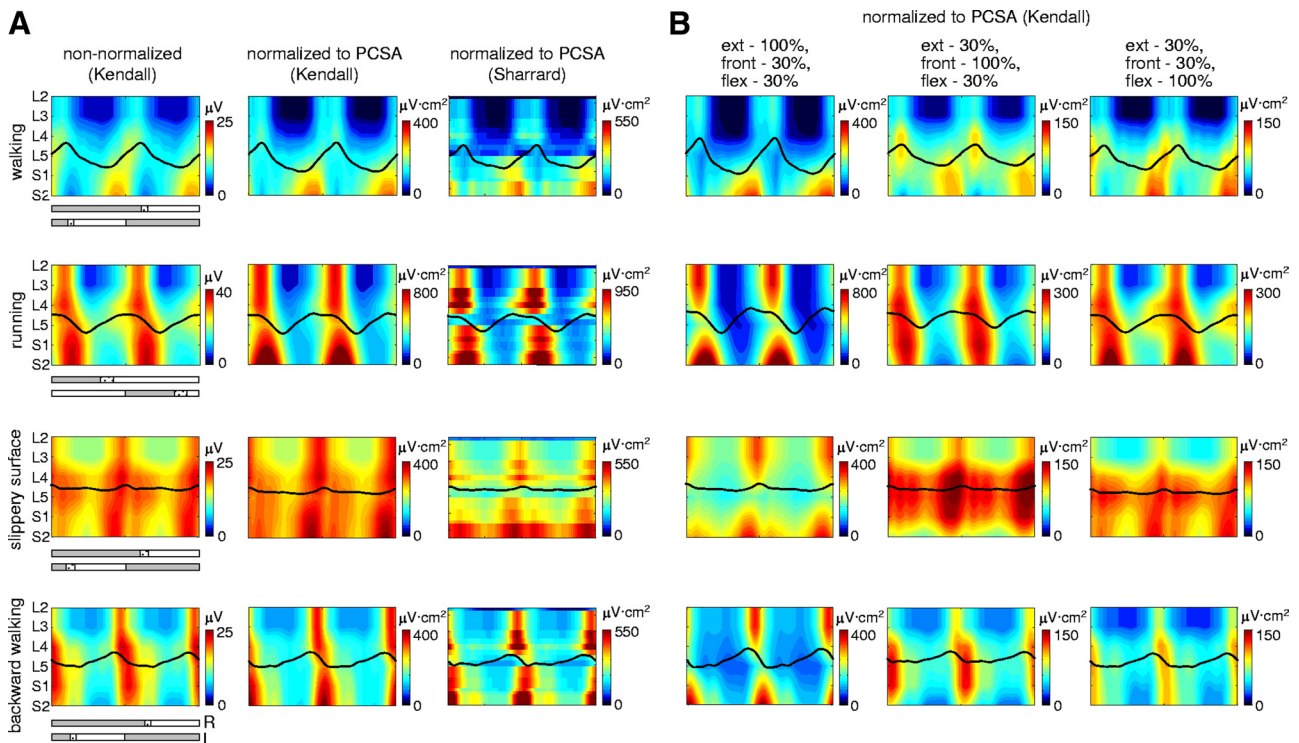 A
B
normalized to PCSA (Kendall)
non-normalized
(Kendall)
normalized to PCSA
(Kendall)
normalized to PCSA
(Sharrard)
ext - 100%,
front - 30%,
flex - 30%
ext - 30%,
front - 100%,
flex - 30%
ext - 30%,
front - 30%,
flex - 100%
walking
L2
L3
L4
L5
S1
S2
µV
25
0
µV·cm²
400
0
µV·cm²
550
0
µV·cm²
400
0
µV·cm²
150
0
µV·cm²
150
0
running
L2
L3
L4
L5
S1
S2
µV
40
0
µV·cm²
800
0
µV·cm²
950
0
µV·cm²
800
0
µV·cm²
300
0
µV·cm²
300
0
slippery surface
L2
L3
L4
L5
S1
S2
µV
25
0
µV·cm²
400
0
µV·cm²
550
0
µV·cm²
400
0
µV·cm²
150
0
µV·cm²
150
0
backward walking
L2
L3
L4
L5
S1
S2
µV
25
0
µV·cm²
400
0
µV·cm²
550
0
µV·cm²
400
0
µV·cm²
150
0
µV·cm²
150
0
R